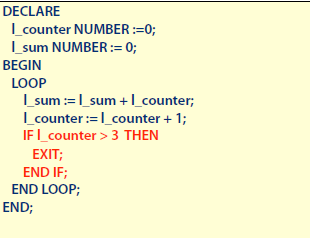 DECLARE
l_counter NUMBER :=0;
l_sum NUMBER := 0;
BEGIN
LOOP
l_sum := l_sum + l_counter;
l_counter := l_counter + 1;
IF l_counter > 3 THEN
EXIT;
END IF;
END LOOP;
END;